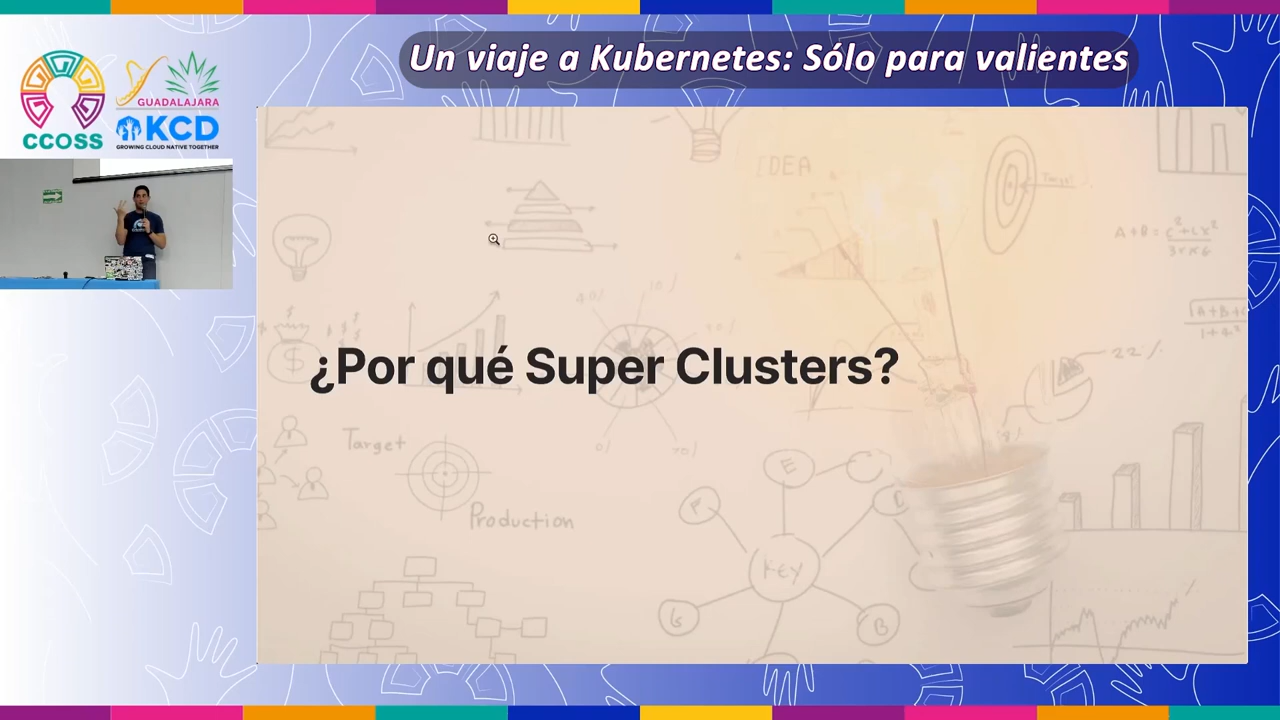 Un viaje a Kubernetes: Sólo para valientes
CCOSS
GUADALAJARA
KCD
GROWING CLOUD NATIVE TOGETHER
IDEA
¿Por qué Super Clusters?
Target
Production
KEY
E
B
22 %